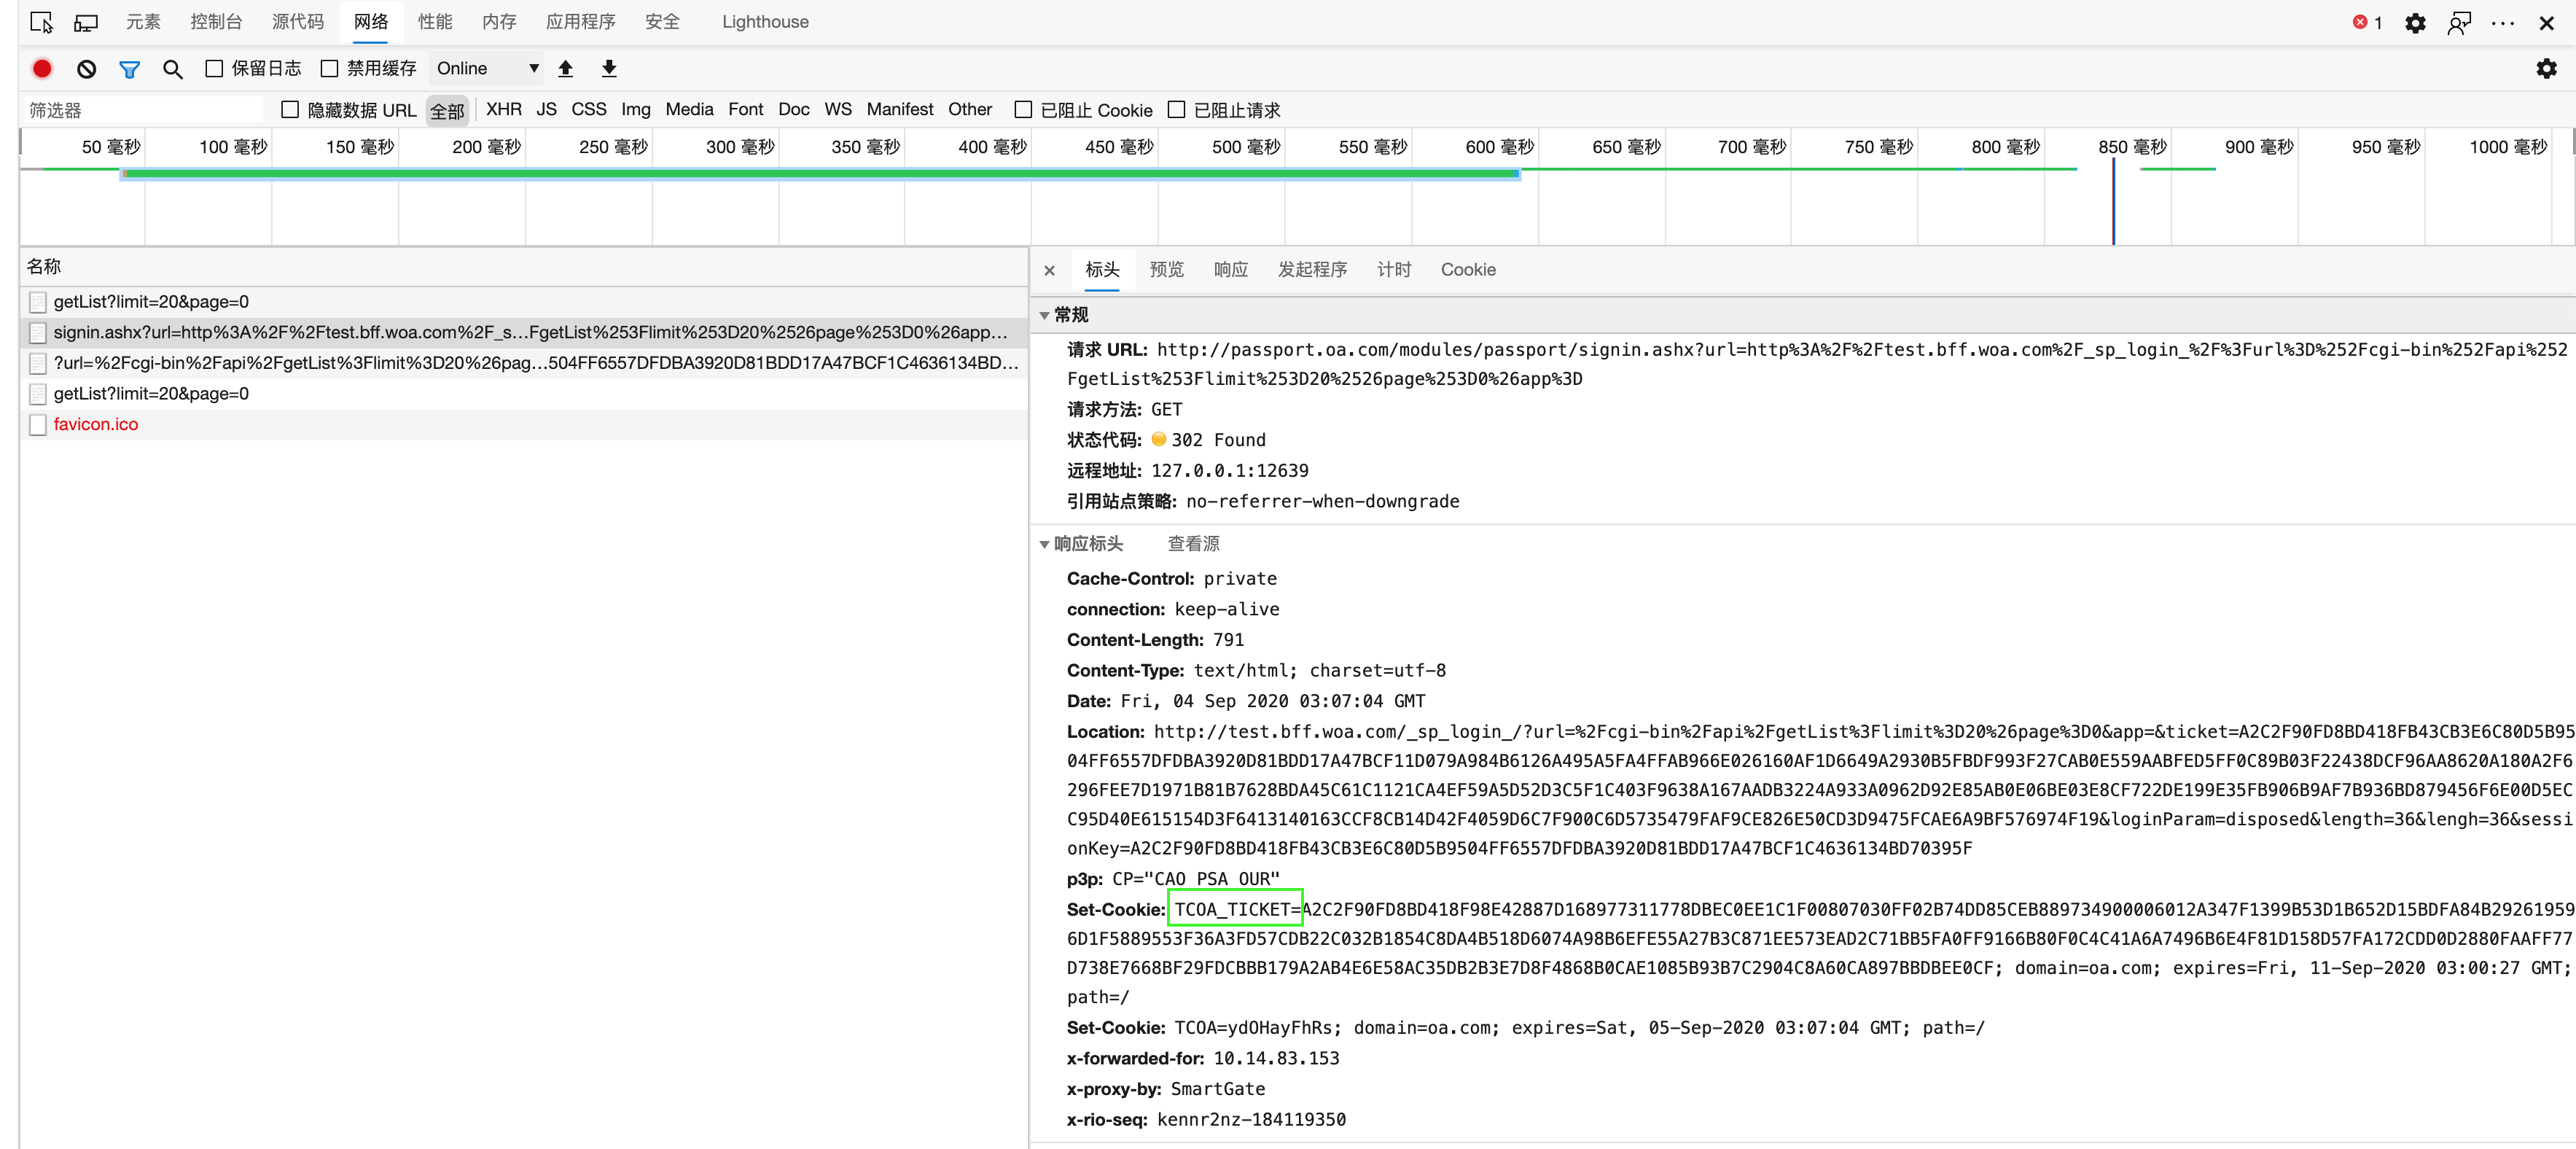 元素 控制台 源代码 网络 性能 内存 应用程序 安全 Lighthouse 1
保留日志 禁用缓存 Online
筛选器 隐藏数据 URL 全部 XHR JS CSS Img Media Font Doc WS Manifest Other 已阻止 Cookie 已阻止请求
50 毫秒 100 毫秒 150 毫秒 200 毫秒 250 毫秒 300 毫秒 350 毫秒 400 毫秒 450 毫秒 500 毫秒 550 毫秒 600 毫秒 650 毫秒 700 毫秒 750 毫秒 800 毫秒 850 毫秒 900 毫秒 950 毫秒 1000 毫秒
名称
getList?limit=20&page=0
signin.ashx?url=http%3A%2F%2Ftest.bff.woa.com%2F_s...FgetList%253Flimit%253D20%2526page%253D0%26app...
?url=%2Fcgi-bin%2Fapi%2FgetList%3Flimit%3D20%26pag...504FF6557DFDBA3920D81BDD17A47BCF1C4636134BD...
getList?limit=20&page=0
favicon.ico
标头 预览 响应 发起程序 计时 Cookie
常规
请求 URL: http://passport.oa.com/modules/passport/signin.ashx?url=http%3A%2F%2Ftest.bff.woa.com%2F_sp_login_%2F%3Furl%3D%252Fcgi-bin%252Fapi%252
FgetList%253Flimit%253D20%2526page%253D0%26app%3D
请求方法: GET
状态代码: 302 Found
远程地址: 127.0.0.1:12639
引用站点策略: no-referrer-when-downgrade
响应标头 查看源
Cache-Control: private
connection: keep-alive
Content-Length: 791
Content-Type: text/html; charset=utf-8
Date: Fri, 04 Sep 2020 03:07:04 GMT
Location: http://test.bff.woa.com/_sp_login_/?url=%2Fcgi-bin%2Fapi%2FgetList%3Flimit%3D20%26page%3D0&app=&ticket=A2C2F90FD8BD418FB43CB3E6C80D5B95
04FF6557DFDBA3920D81BDD17A47BCF11D079A984B6126A495A5FA4FFAB966E026160AF1D6649A2930B5FBDF993F27CAB0E559AABFED5FF0C89B03F22438DCF96AA8620A180A2F6
296FEE7D1971B81B7628BDA45C61C1121CA4EF59A5D52D3C5F1C403F9638A167AADB3224A933A0962D92E85AB0E06BE03E8CF722DE199E35FB906B9AF7B936BD879456F6E00D5EC
C95D40E615154D3F6413140163CCF8CB14D42F4059D6C7F900C6D5735479FAF9CE826E50CD3D9475FCAE6A9BF576974F19&loginParam=disposed&length=36&lengh=36&sessi
onKey=A2C2F90FD8BD418FB43CB3E6C80D5B9504FF6557DFDBA3920D81BDD17A47BCF1C4636134BD70395F
p3p: CP="CAO PSA OUR"
Set-Cookie: TCOA_TICKET=A2C2F90FD8BD418F98E42887D168977311778DBEC0EE1C1F00807030FF02B74DD85CEB889734900006012A347F1399B53D1B652D15BDFA84B29261959
6D1F5889553F36A3FD57CDB22C032B1854C8DA4B518D6074A98B6EFE55A27B3C871EE573EAD2C71BB5FA0FF9166B80F0C4C41A6A7496B6E4F81D158D57FA172CDD0D2880FAAFF77
D738E7668BF29FDCBBB179A2AB4E6E58AC35DB2B3E7D8F4868B0CAE1085B93B7C2904C8A60CA897BBDBEE0CF; domain=oa.com; expires=Fri, 11-Sep-2020 03:00:27 GMT;
path=/
Set-Cookie: TCOA=ydOHayFhRs; domain=oa.com; expires=Sat, 05-Sep-2020 03:07:04 GMT; path=/
x-forwarded-for: 10.14.83.153
x-proxy-by: SmartGate
x-rio-seq: kennr2nz-184119350